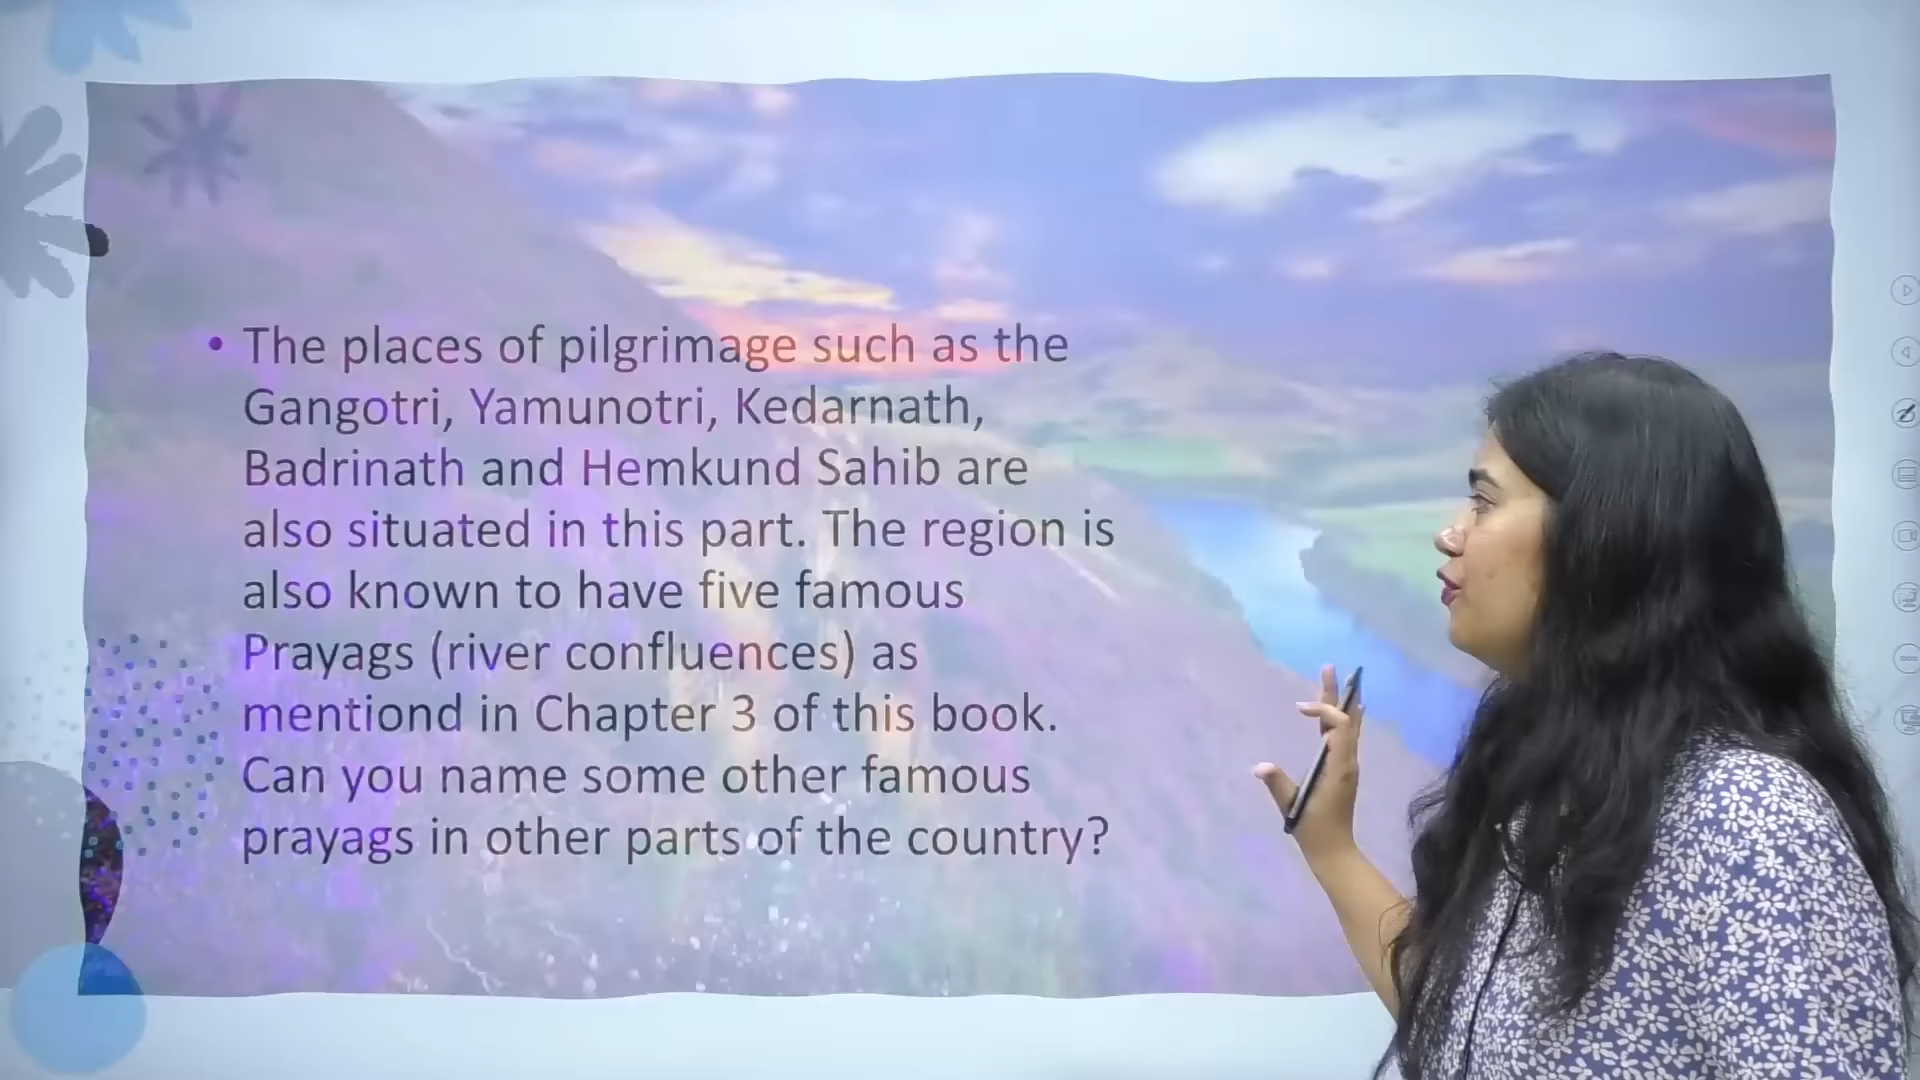 • The places of pilgrimage such as the
Gangotri, Yamunotri, Kedarnath,
Badrinath and Hemkund Sahib are
also situated in this part. The region is
also known to have five famous
Prayags (river confluences) as
mentiond in Chapter 3 of this book.
Can you name some other famous
prayags in other parts of the country?